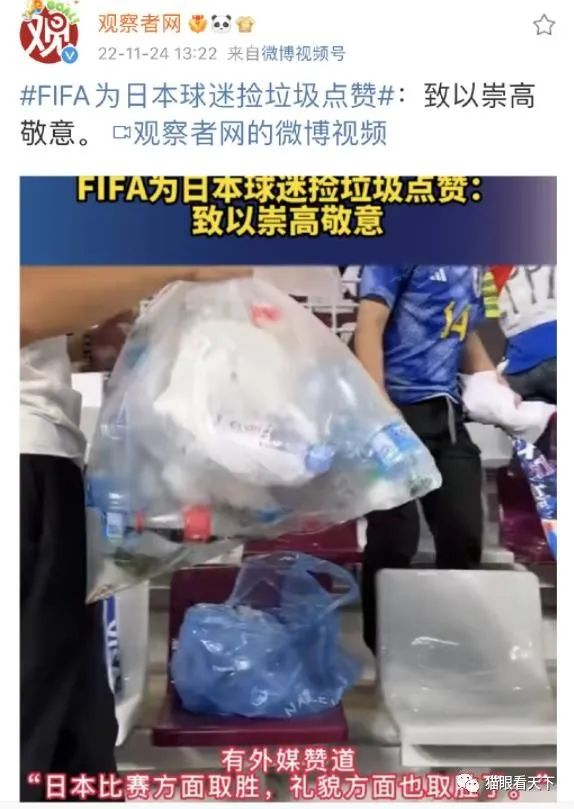 观
观察者网
22-11-24 13:22 来自微博视频号
#FIFA为日本球迷捡垃圾点赞#：致以崇高
敬意。 观察者网的微博视频
FIFA为日本球迷捡垃圾点赞：
致以崇高敬意
14
有外媒赞道
“日本比赛方面取胜，礼貌方面也取胜了。”
猫眼看天下